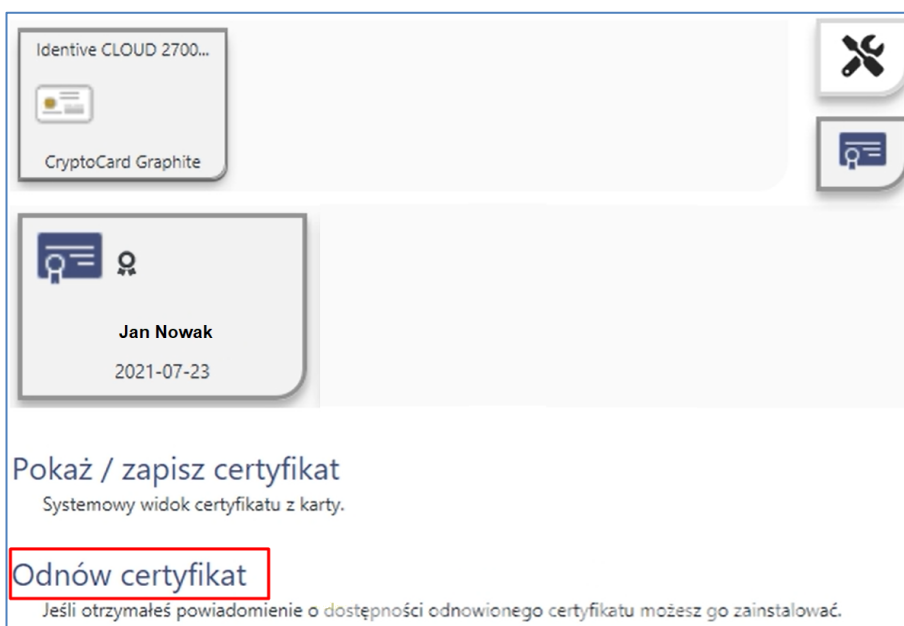 Identive CLOUD 2700...
CryptoCard Graphite
Jan Nowak
2021-07-23
Pokaż / zapisz certyfikat
Systemowy widok certyfikatu z karty.
Odnów certyfikat
Jeśli otrzymałeś powiadomienie o dostępności odnowionego certyfikatu możesz go zainstalować.